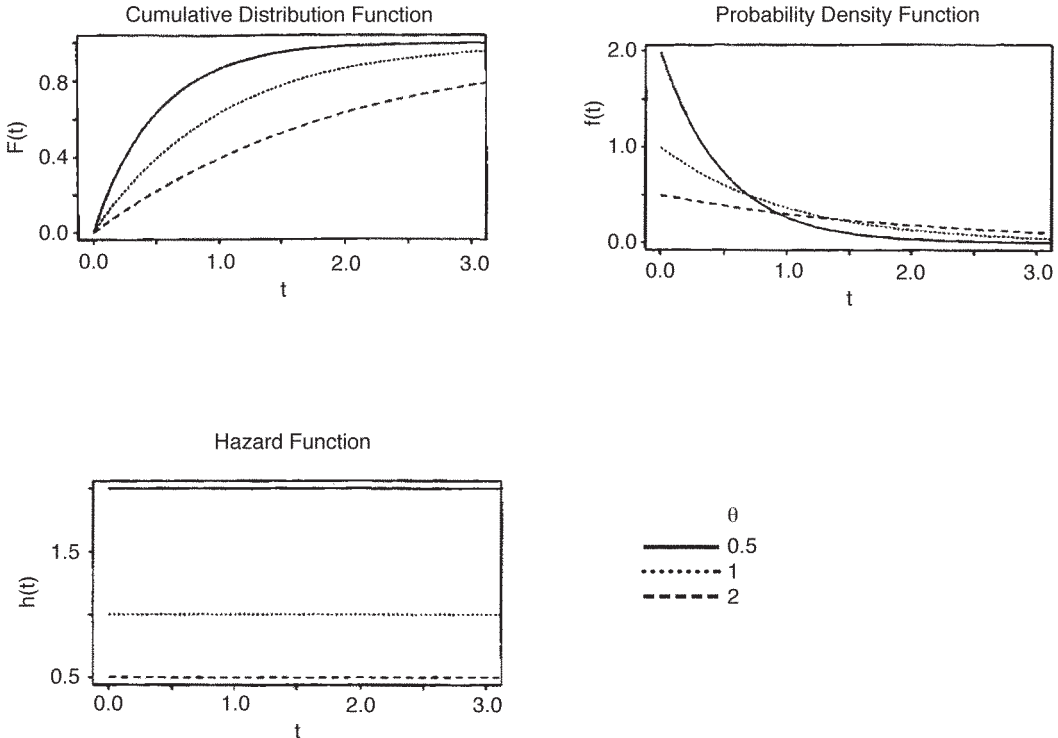 Cumulative Distribution Function
F(t)
0.8
0.4
0.0
0.0 1.0 2.0 3.0
t
Probability Density Function
f(t)
2.0
1.0
0.0
0.0 1.0 2.0 3.0
t
Hazard Function
h(t)
1.5
0.5
0.0 1.0 2.0 3.0
t
θ
0.5
1
2